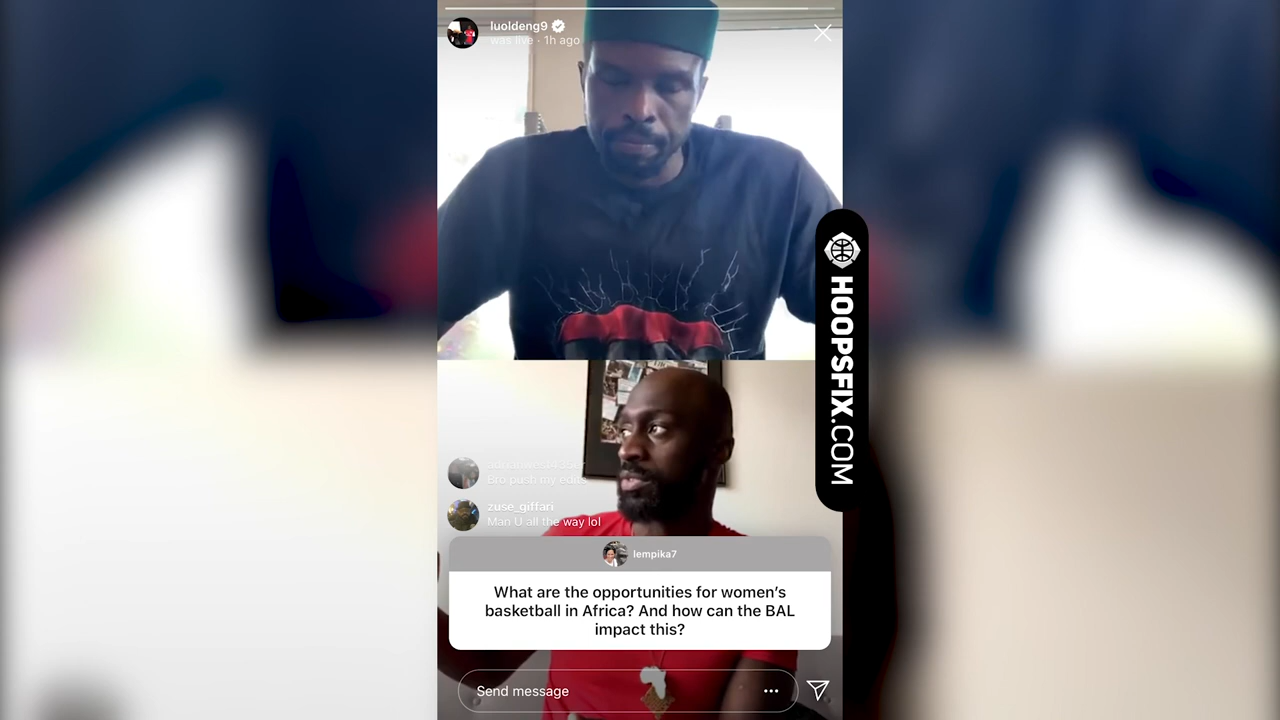 luoldeng9
was live · 1h ago
HOOPSFIX.COM
Bro push my edits
zuse_giffari
Man U all the way lol
lempika7
What are the opportunities for women's
basketball in Africa? And how can the BAL
impact this?
Send message